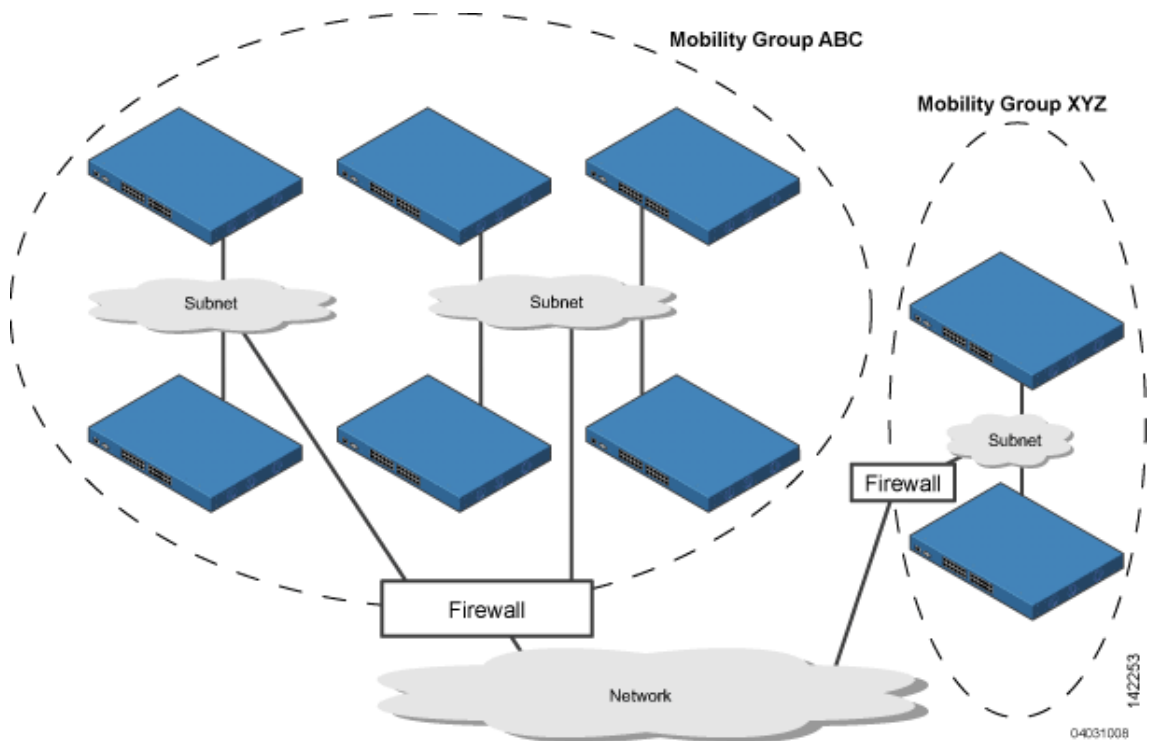 Mobility Group ABC
Mobility Group XYZ
Subnet
Subnet
Subnet
Firewall
Firewall
Network
142253
04031008